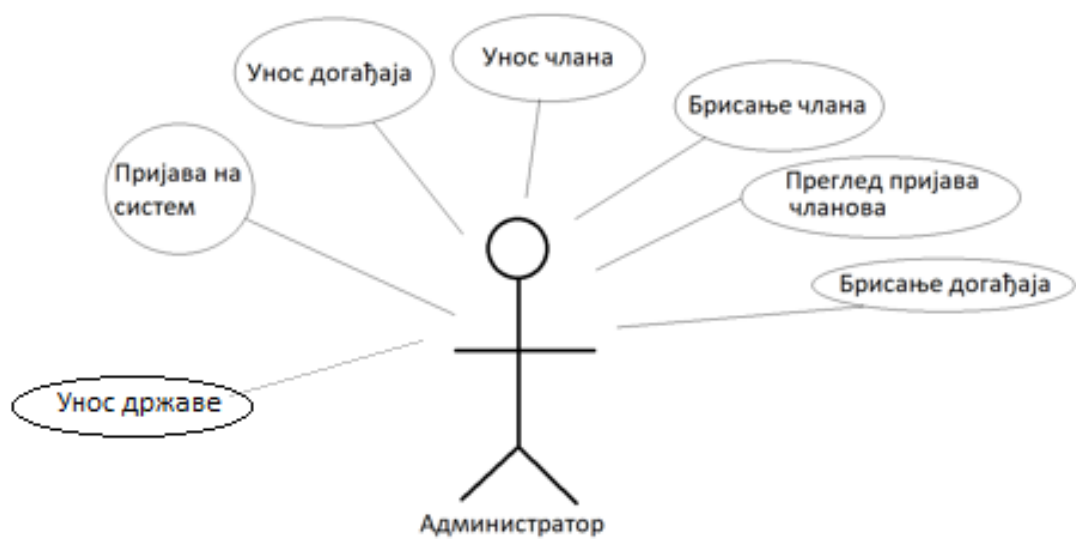 Унос члана
Унос догађаја
Брисање члана
Пријава на
систем
Преглед пријава
чланова
Брисање догађаја
Унос државе
Администратор